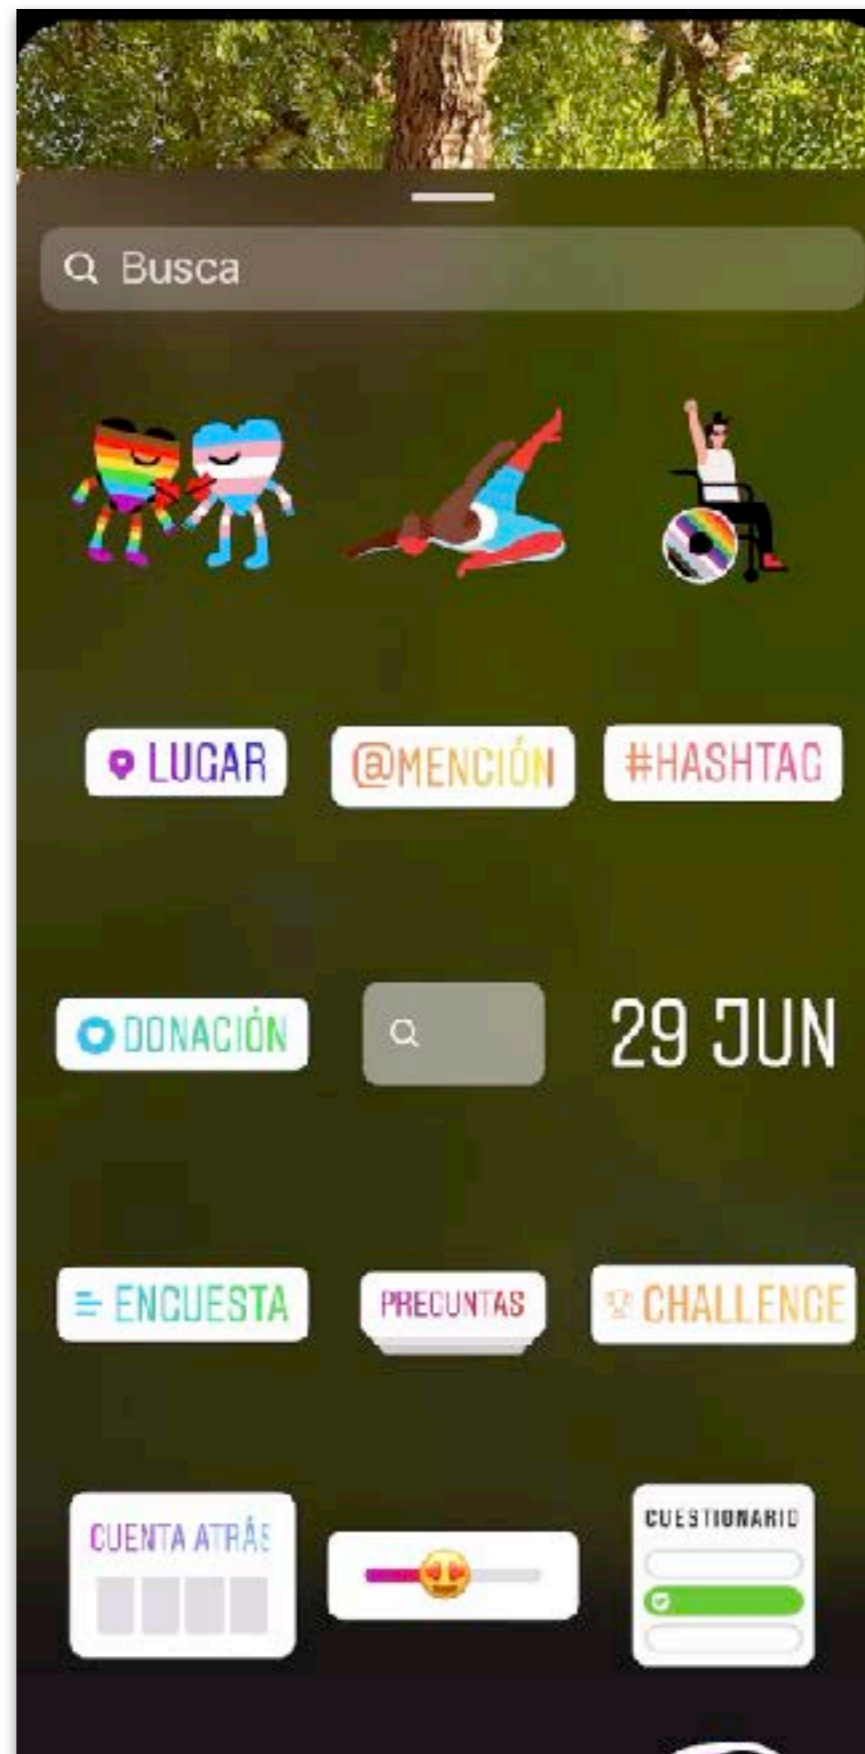 Busca
LUGAR
@MENCIÓN
#HASHTAG
DONACIÓN
29 JUN
ENCUESTA
PREGUNTAS
CHALLENGE
CUENTA ATRÁS
CUESTIONARIO